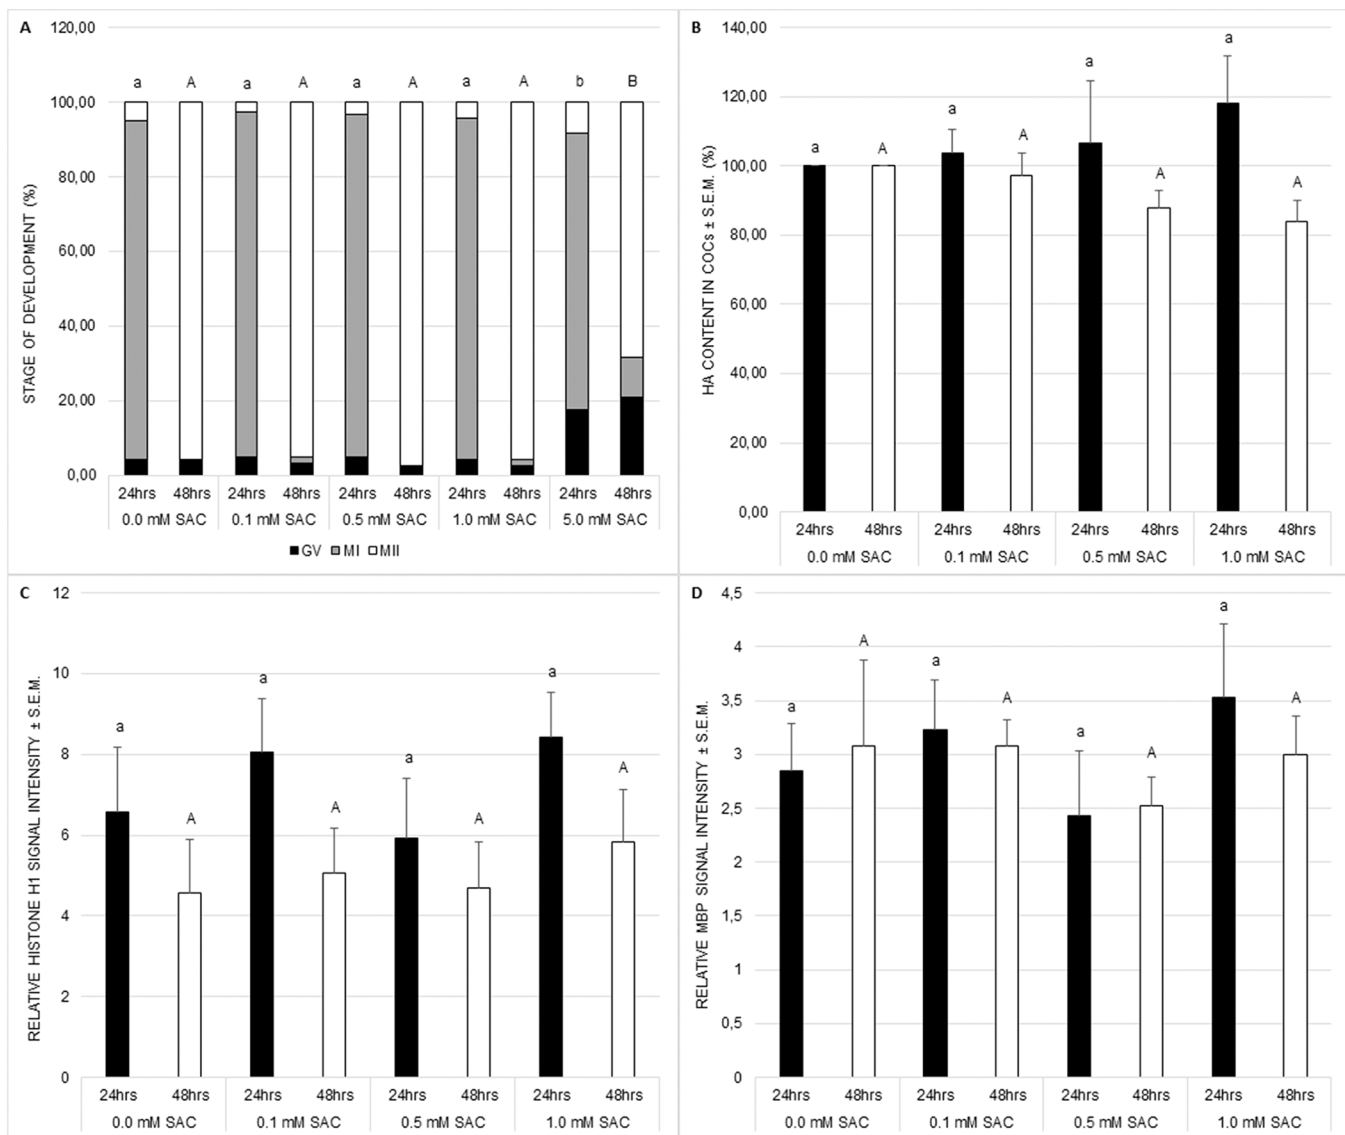 A
120,00
a A a A a A a A b B
100,00
80,00
60,00
40,00
20,00
0,00
STAGE OF DEVELOPMENT (%)
24hrs 48hrs 24hrs 48hrs 24hrs 48hrs 24hrs 48hrs 24hrs 48hrs
0.0 mM SAC 0.1 mM SAC 0.5 mM SAC 1.0 mM SAC 5.0 mM SAC
GV MI MII
B
140,00
120,00
100,00
80,00
60,00
40,00
20,00
0,00
HA CONTENT IN COCs ± S.E.M. (%)
a A a A a A a A
24hrs 48hrs 24hrs 48hrs 24hrs 48hrs 24hrs 48hrs
0.0 mM SAC 0.1 mM SAC 0.5 mM SAC 1.0 mM SAC
C
12
10
8
6
4
2
0
RELATIVE HISTONE H1 SIGNAL INTENSITY ± S.E.M.
a A a A a A a A
24hrs 48hrs 24hrs 48hrs 24hrs 48hrs 24hrs 48hrs
0.0 mM SAC 0.1 mM SAC 0.5 mM SAC 1.0 mM SAC
D
4,5
4
3,5
3
2,5
2
1,5
1
0,5
0
RELATIVE MBP SIGNAL INTENSITY ± S.E.M.
a A a A a A a A
24hrs 48hrs 24hrs 48hrs 24hrs 48hrs 24hrs 48hrs
0.0 mM SAC 0.1 mM SAC 0.5 mM SAC 1.0 mM SAC